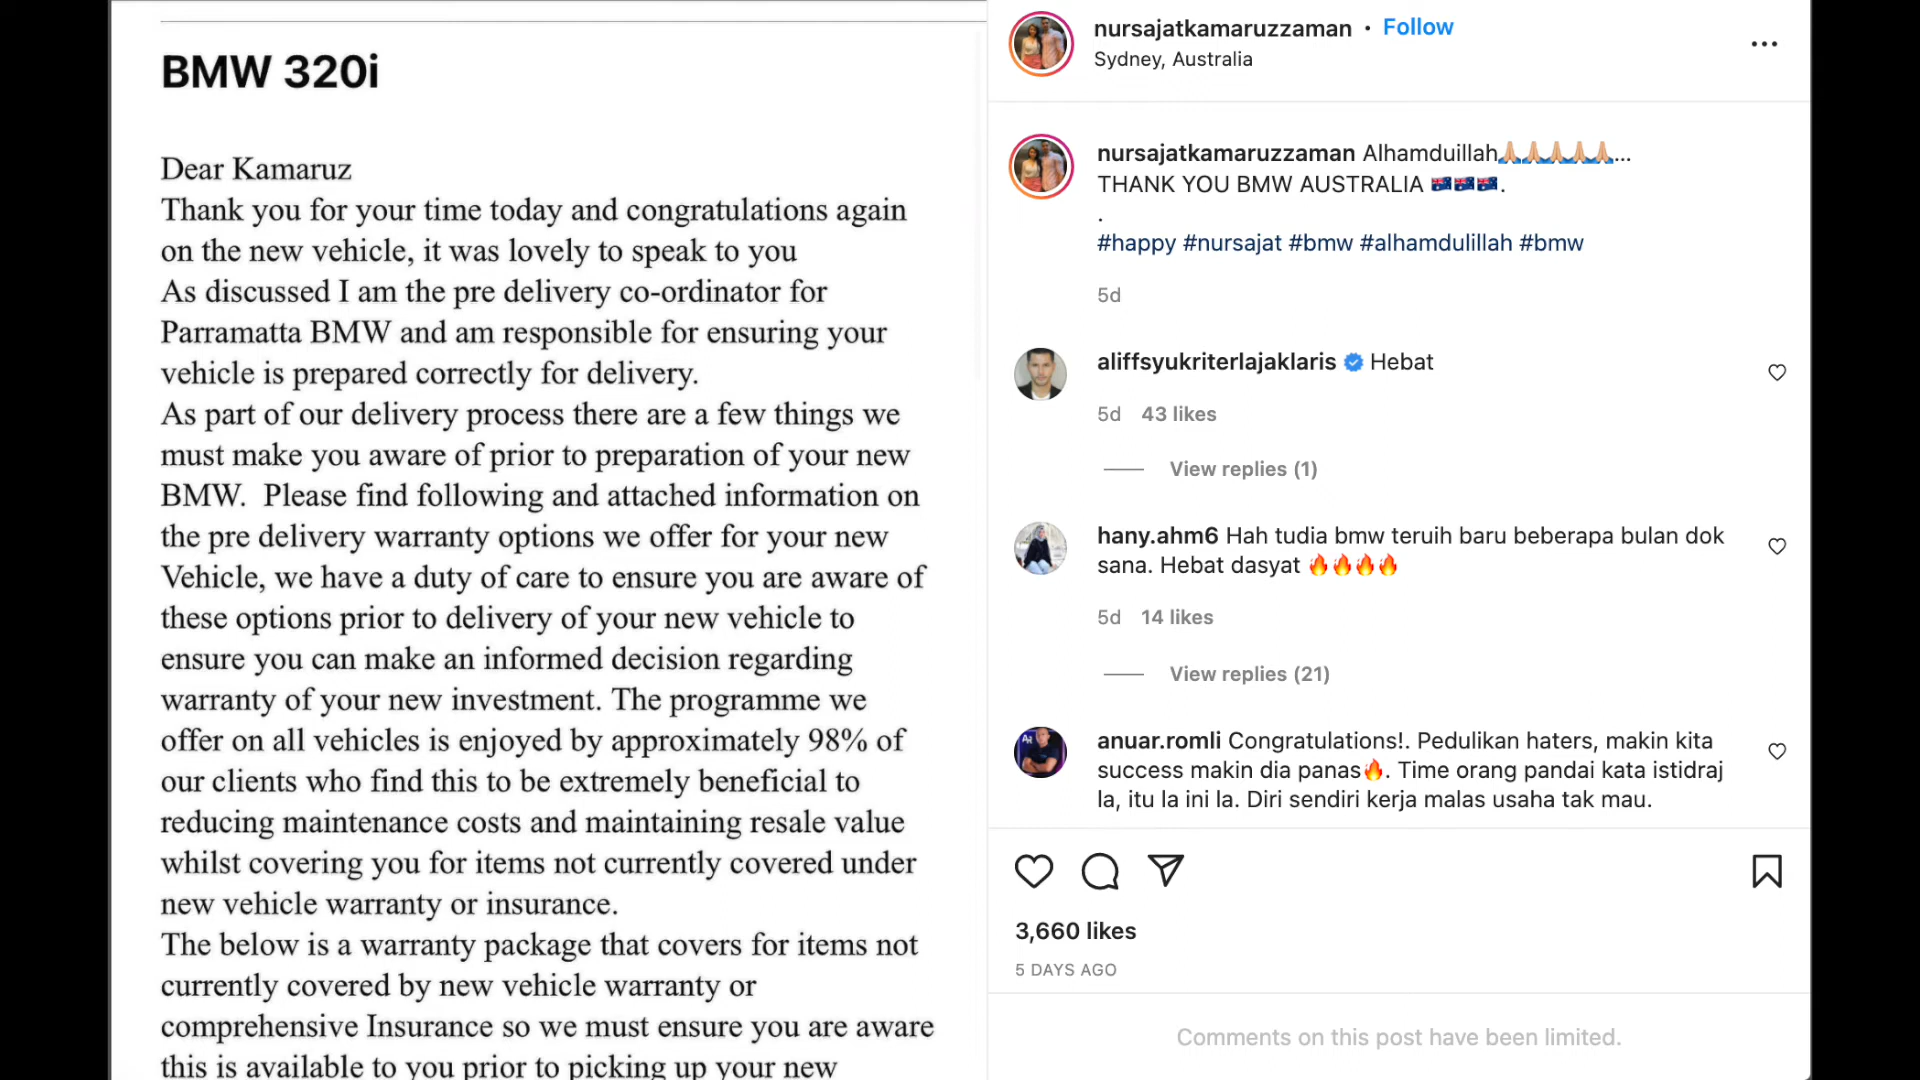 BMW 320i
Dear Kamaruz
Thank you for your time today and congratulations again
on the new vehicle, it was lovely to speak to you
As discussed I am the pre delivery co-ordinator for
Parramatta BMW and am responsible for ensuring your
vehicle is prepared correctly for delivery.
As part of our delivery process there are a few things we
must make you aware of prior to preparation of your new
BMW.  Please find following and attached information on
the pre delivery warranty options we offer for your new
Vehicle, we have a duty of care to ensure you are aware of
these options prior to delivery of your new vehicle to
ensure you can make an informed decision regarding
warranty of your new investment. The programme we
offer on all vehicles is enjoyed by approximately 98% of
our clients who find this to be extremely beneficial to
reducing maintenance costs and maintaining resale value
whilst covering you for items not currently covered under
new vehicle warranty or insurance.
The below is a warranty package that covers for items not
currently covered by new vehicle warranty or
comprehensive Insurance so we must ensure you are aware
this is available to you prior to picking up your new
nursajatkamaruzzaman • Follow
Sydney, Australia
nursajatkamaruzzaman Alhamduillah🙏🏼🙏🏼🙏🏼🙏🏼🙏🏼...
THANK YOU BMW AUSTRALIA 🇦🇺🇦🇺🇦🇺.
.
#happy #nursajat #bmw #alhamdulillah #bmw
5d
aliffsyukriterlajaklaris Hebat
5d 43 likes
View replies (1)
hany.ahm6 Hah tudia bmw teruih baru beberapa bulan dok
sana. Hebat dasyat 🔥🔥🔥🔥
5d 14 likes
View replies (21)
anuar.romli Congratulations!. Pedulikan haters, makin kita
success makin dia panas🔥. Time orang pandai kata istidraj
la, itu la ini la. Diri sendiri kerja malas usaha tak mau.
3,660 likes
5 DAYS AGO
Comments on this post have been limited.